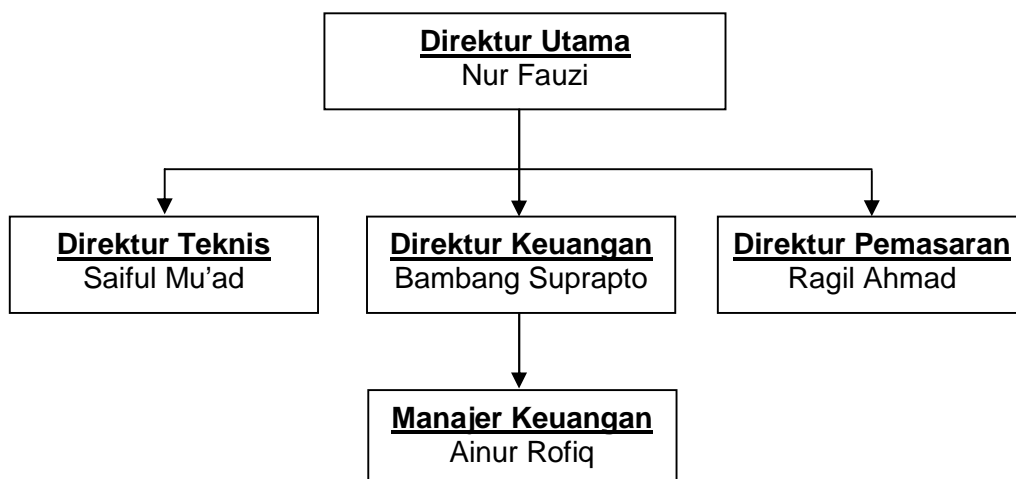 Direktur Utama
Nur Fauzi
Direktur Teknis
Saiful Mu’ad
Direktur Keuangan
Bambang Suprapto
Direktur Pemasaran
Ragil Ahmad
Manajer Keuangan
Ainur Rofiq